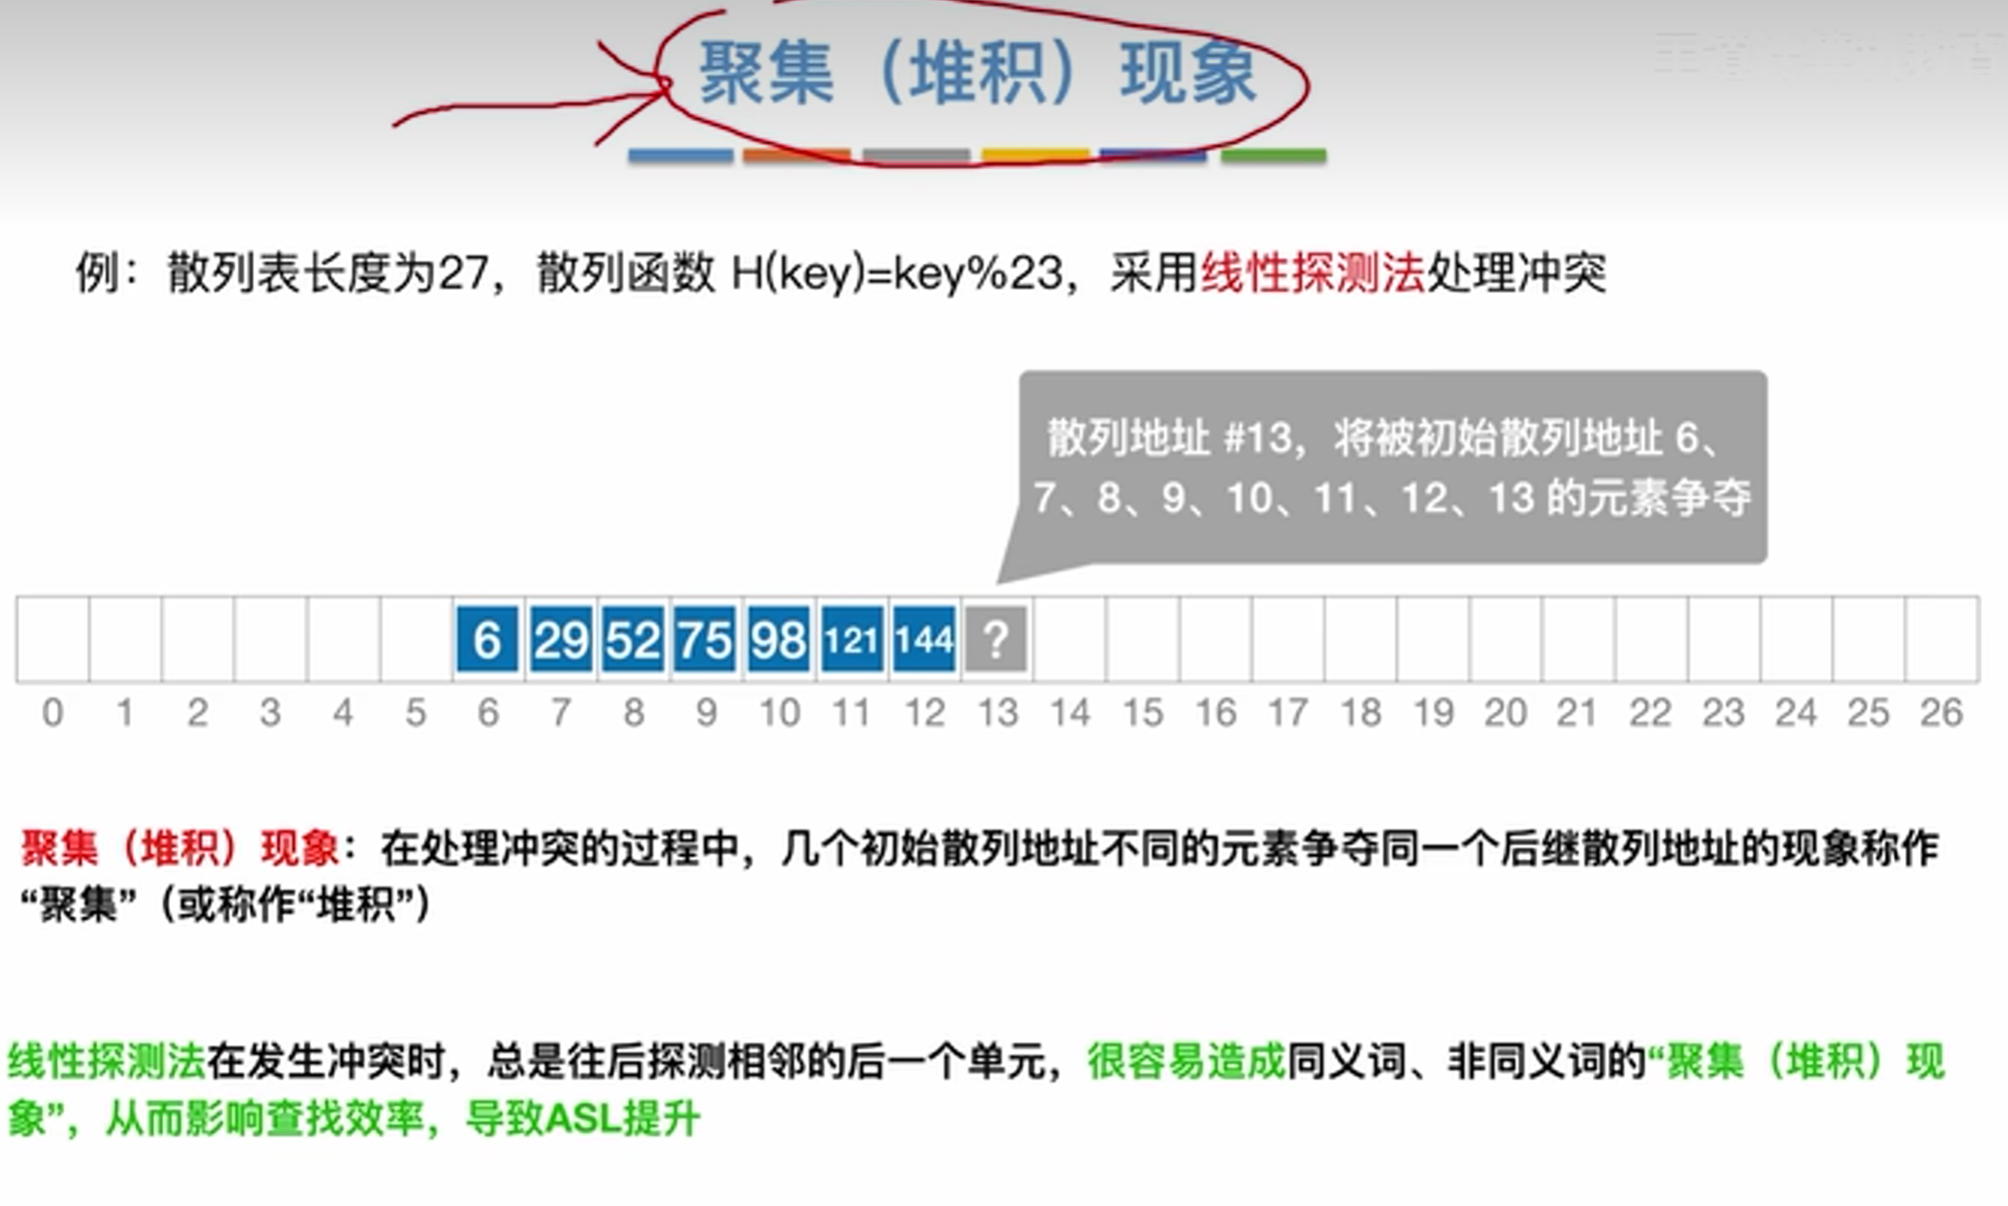 聚集（堆积）现象
例：散列表长度为27，散列函数 H(key)=key%23，采用线性探测法处理冲突
散列地址 #13，将被初始散列地址 6、
7、8、9、10、11、12、13 的元素争夺
6 29 52 75 98 121 144 ?
0 1 2 3 4 5 6 7 8 9 10 11 12 13 14 15 16 17 18 19 20 21 22 23 24 25 26
聚集（堆积）现象：在处理冲突的过程中，几个初始散列地址不同的元素争夺同一个后继散列地址的现象称作
“聚集”（或称作“堆积”）
线性探测法在发生冲突时，总是往后探测相邻的后一个单元，很容易造成同义词、非同义词的“聚集（堆积）现
象”，从而影响查找效率，导致ASL提升